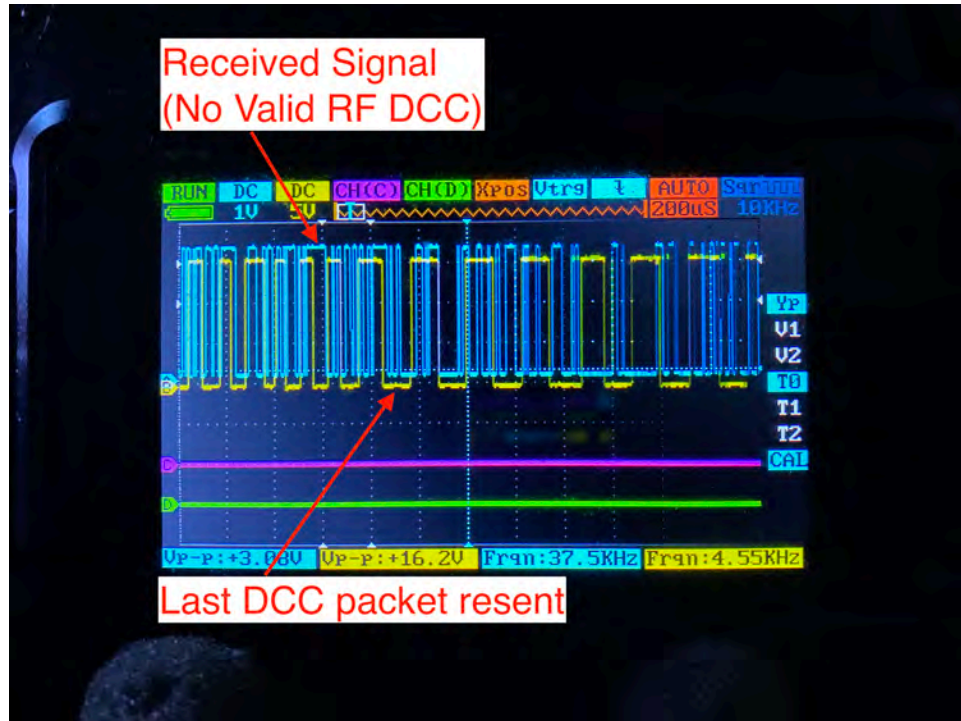 Received Signal
(No Valid RF DCC)
RUN DC DC CH(C) CH(D) Xpos Vtrg AUTO
1V 5V 200uS 10KHz
Yp
V1
V2
T0
T1
T2
CAL
B
C
D
Vp-p: Vp-p:+16.2V Frqn:37.5KHz Frqn:4.55KHz
Last DCC packet resent